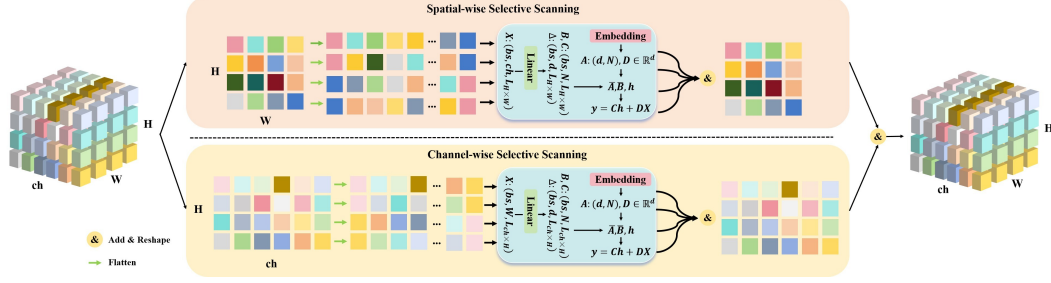 Spatial-wise Selective Scanning
H
W
...
...
...
...
X: (bs, ch, L_{H×W})
Linear
Δ: (bs, d, L_{H×W})
B, C: (bs, N, L_{H×W})
Embedding
A: (d, N), D ∈ ℝ^d
A̅, B̅, h
y = Ch + DX
&
H
W
ch
&
H
W
ch
Channel-wise Selective Scanning
H
ch
...
...
...
...
X: (bs, W, L_{ch×H})
Linear
Δ: (bs, d, L_{ch×H})
B, C: (bs, N, L_{ch×H})
Embedding
A: (d, N), D ∈ ℝ^d
A̅, B̅, h
y = Ch + DX
&
& Add & Reshape
Flatten